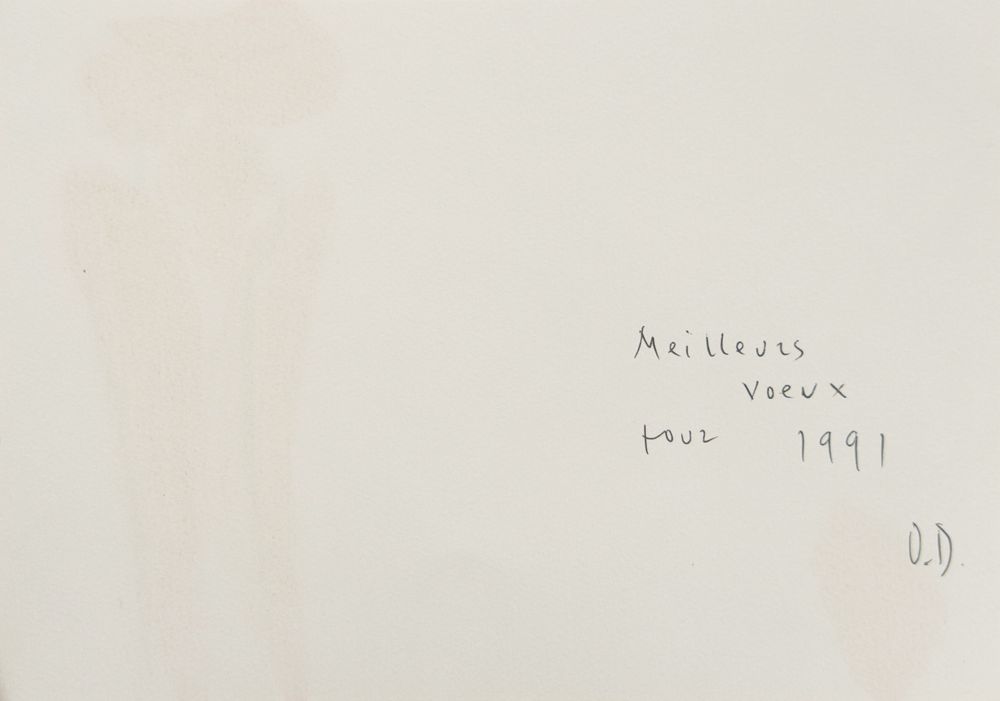 Meilleurs
voeux
pour 1991
O.D.